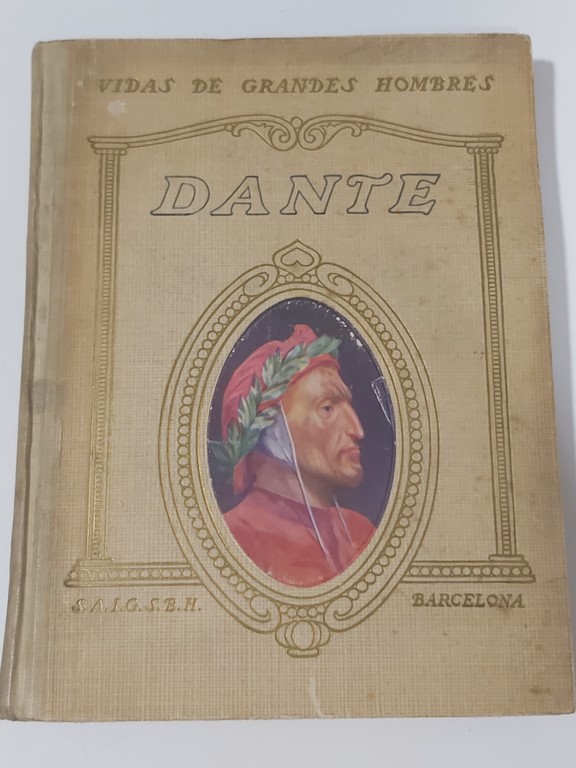 VIDAS DE GRANDES HOMBRES
DANTE
S.A.I.G.S.B.H. BARCELONA